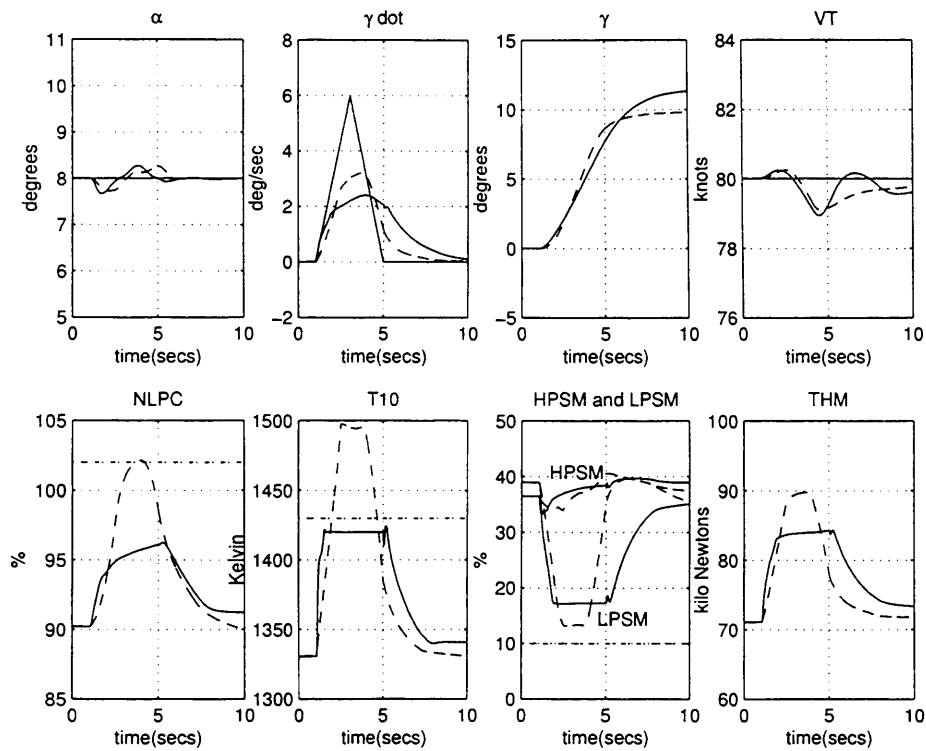 α
11
10
9
8
7
6
5
degrees
0
5
10
time(secs)
γ dot
8
6
4
2
0
−2
deg/sec
0
5
10
time(secs)
γ
15
10
5
0
−5
degrees
0
5
10
time(secs)
VT
84
82
80
78
76
knots
0
5
10
time(secs)
NLPC
105
100
95
90
85
%
0
5
10
time(secs)
T10
1500
1450
1400
1350
1300
Kelvin
0
5
10
time(secs)
HPSM and LPSM
50
40
30
20
10
0
%
HPSM
LPSM
0
5
10
time(secs)
THM
100
90
80
70
60
kilo Newtons
0
5
10
time(secs)